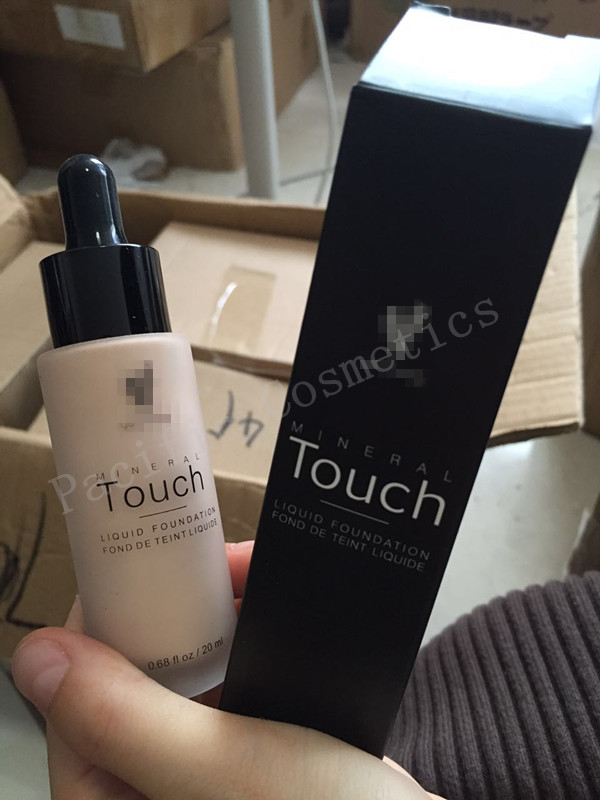 MINERAL
Touch
LIQUID FOUNDATION
FOND DE TEINT LIQUIDE
0.68 fl oz / 20 ml
MINERAL
Touch
LIQUID FOUNDATION
FOND DE TEINT LIQUIDE
Cosmetics